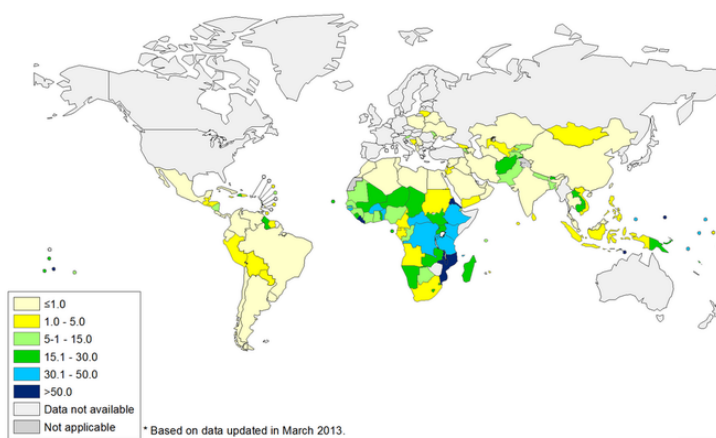 ≤1.0
1.0 - 5.0
5-1 - 15.0
15.1 - 30.0
30.1 - 50.0
>50.0
Data not available
Not applicable
* Based on data updated in March 2013.